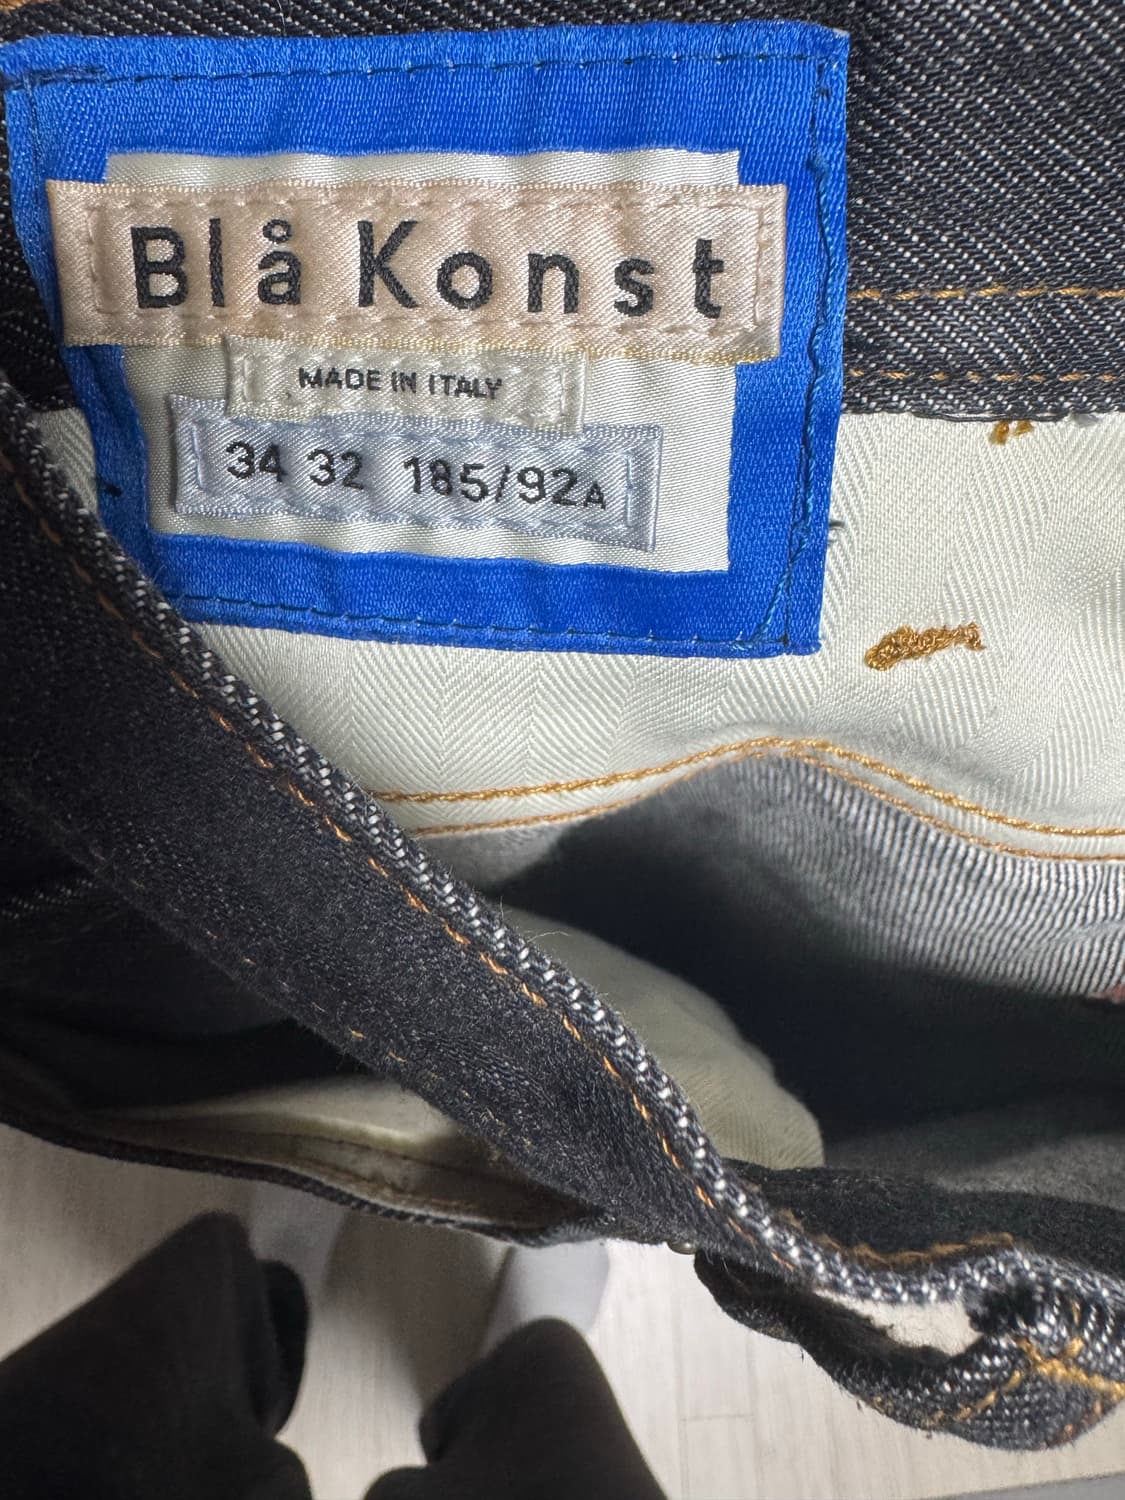 Blå Konst
MADE IN ITALY
34 32 185/92A